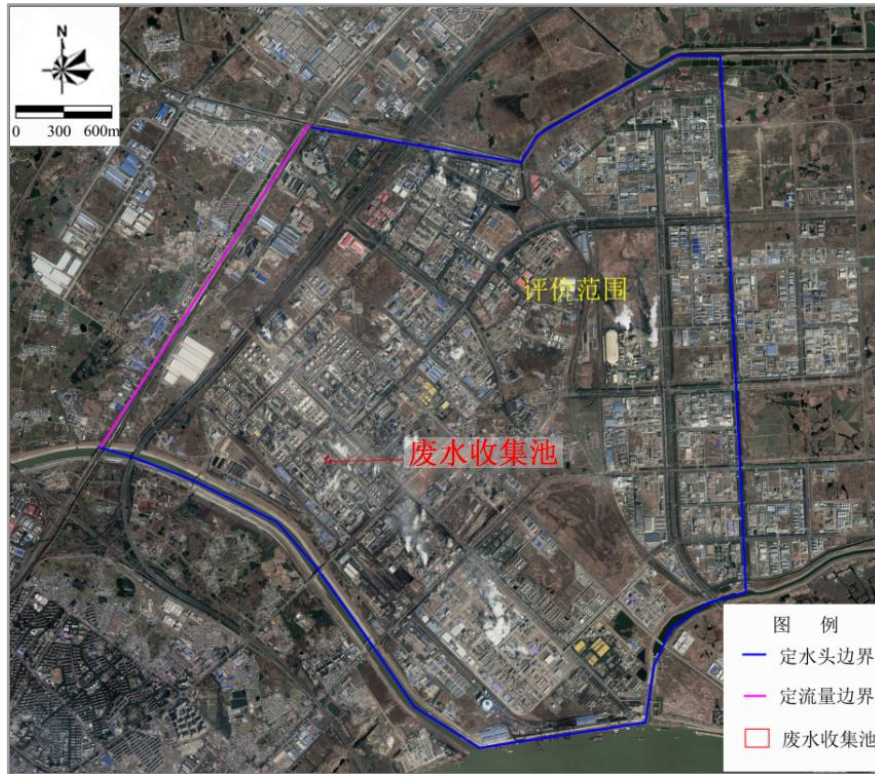 N
0 300 600m
评价范围
废水收集池
图 例
定水头边界
定流量边界
废水收集池